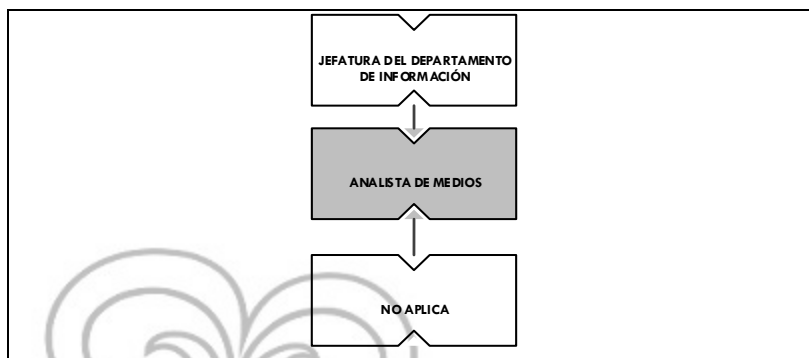 JEFATURA DEL DEPARTAMENTO
DE INFORMACIÓN
ANALISTA DE MEDIOS
NO APLICA